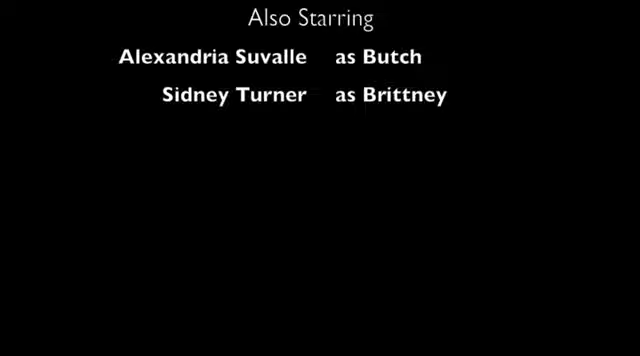 Also Starring
Alexandria Suvalle as Butch
Sidney Turner as Brittney